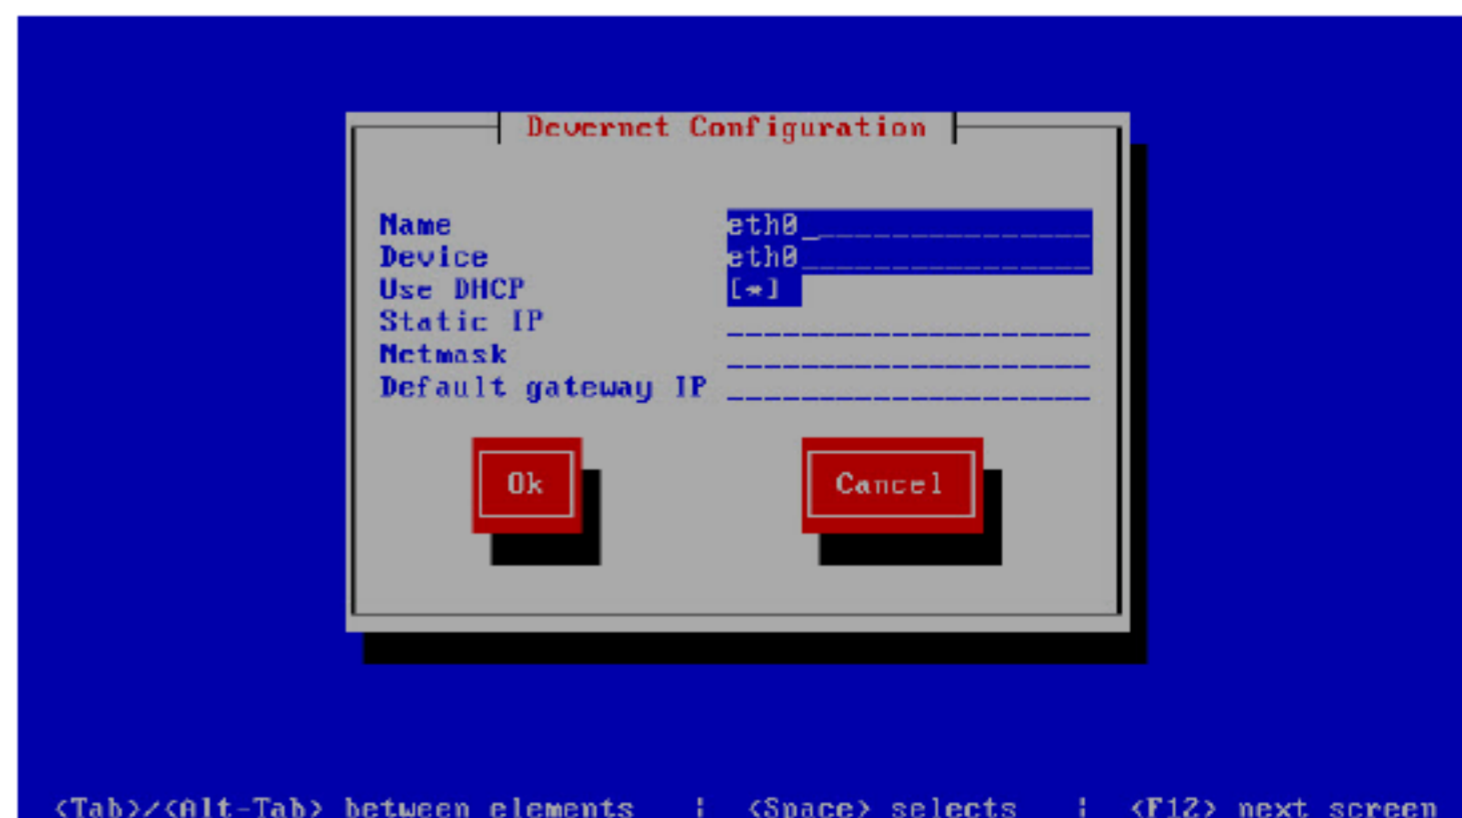 Devernet Configuration
Name eth0
Device eth0
Use DHCP [*]
Static IP
Netmask
Default gateway IP
Ok Cancel
<Tab>/<Alt-Tab> between elements | <Space> selects | <F12> next screen